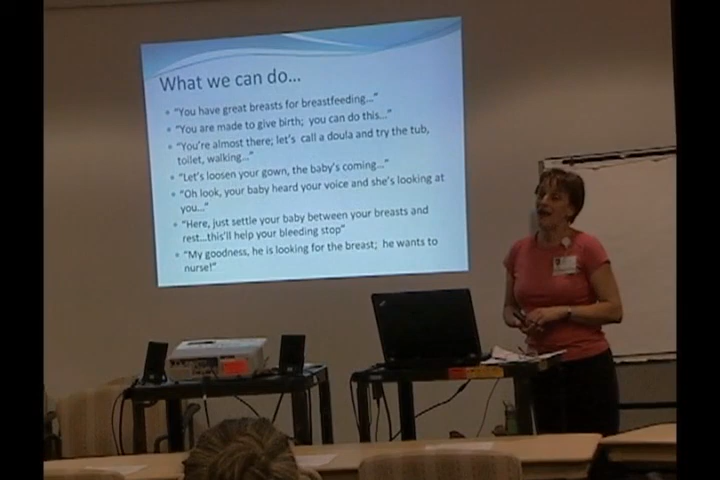 What we can do...
• "You have great breasts for breastfeeding..."
• "You are made to give birth; you can do this..."
• "You're almost there; let's call a doula and try the tub,
toilet, walking..."
• "Let's loosen your gown, the baby's coming..."
• "Oh look, your baby heard your voice and she's looking at
you..."
• "Here, just settle your baby between your breasts and
rest...this'll help your bleeding stop"
• "My goodness, he is looking for the breast; he wants to
nurse!"